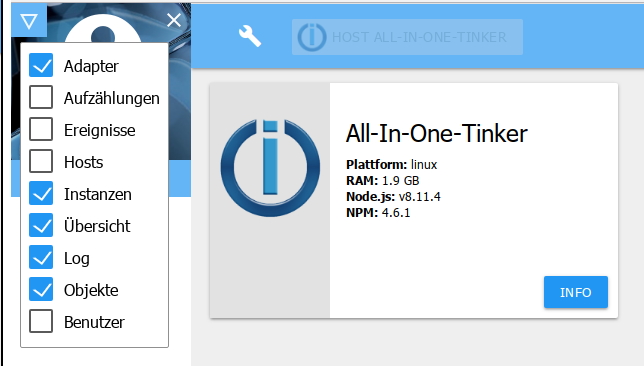 HOST ALL-IN-ONE-TINKER
Adapter
Aufzählungen
Ereignisse
Hosts
Instanzen
Übersicht
Log
Objekte
Benutzer
All-In-One-Tinker
Plattform: linux
RAM: 1.9 GB
Node.js: v8.11.4
NPM: 4.6.1
INFO